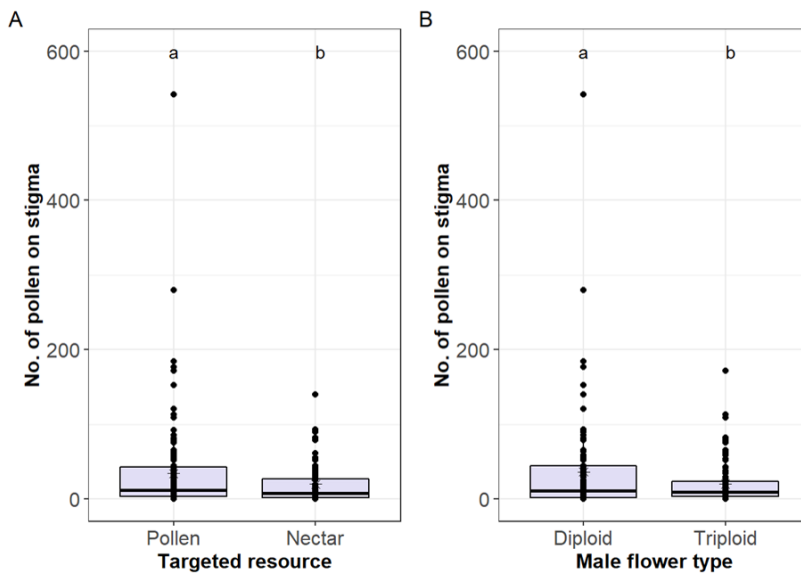 A
No. of pollen on stigma
600
400
200
0
a
b
Pollen
Nectar
Targeted resource
B
No. of pollen on stigma
600
400
200
0
a
b
Diploid
Triploid
Male flower type